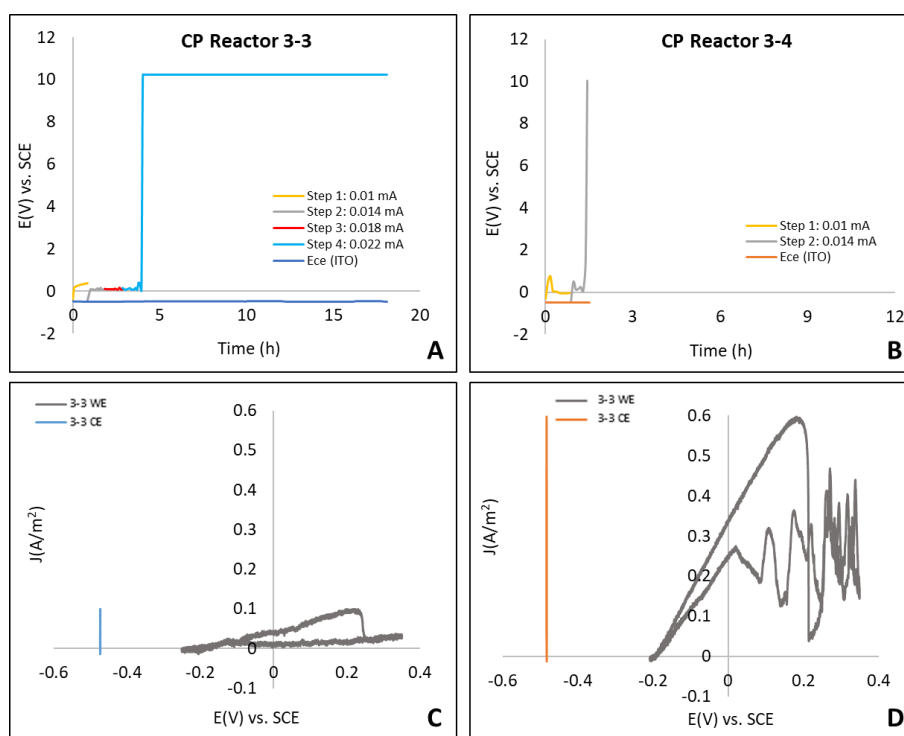 CP Reactor 3-3
12
10
8
6
4
2
0
-2
E(V) vs. SCE
Step 1: 0.01 mA
Step 2: 0.014 mA
Step 3: 0.018 mA
Step 4: 0.022 mA
Ece (ITO)
0 5 10 15 20
Time (h)
A
CP Reactor 3-4
12
10
8
6
4
2
0
-2
E(V) vs. SCE
Step 1: 0.01 mA
Step 2: 0.014 mA
Ece (ITO)
0 3 6 9 12
Time (h)
B
3-3 WE
3-3 CE
0.6
0.5
0.4
0.3
0.2
0.1
0
-0.1
J(A/m²)
-0.6 -0.4 -0.2 0 0.2 0.4
E(V) vs. SCE
C
3-3 WE
3-3 CE
0.6
0.5
0.4
0.3
0.2
0.1
0
-0.1
J(A/m²)
-0.6 -0.4 -0.2 0 0.2 0.4
E(V) vs. SCE
D